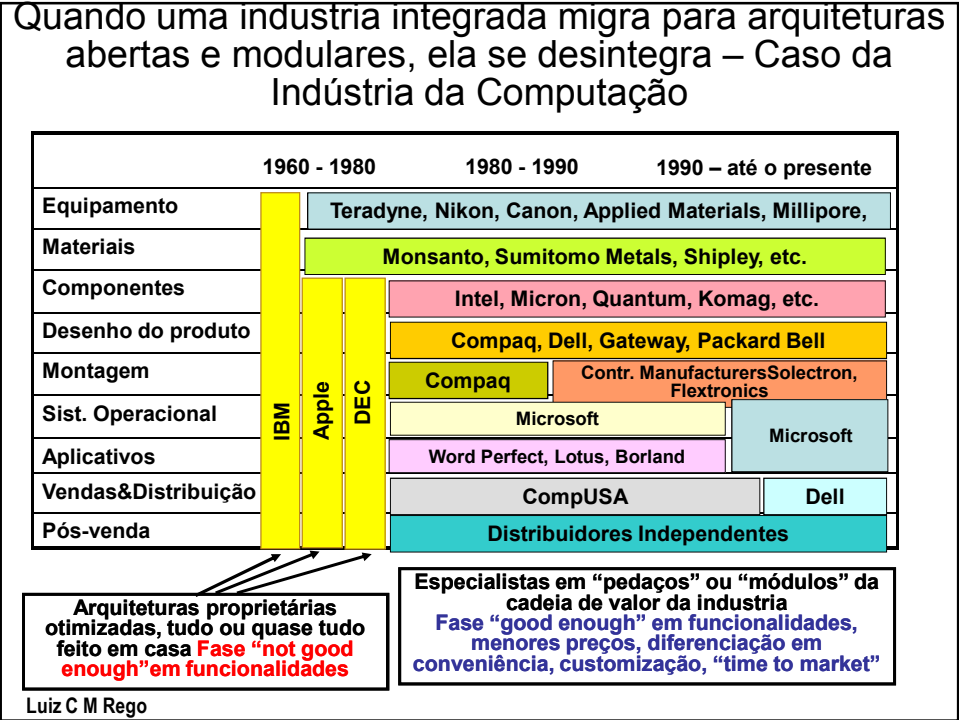 Quando uma industria integrada migra para arquiteturas
abertas e modulares, ela se desintegra – Caso da
Indústria da Computação
1960 - 1980
1980 - 1990
1990 – até o presente
Equipamento
Teradyne, Nikon, Canon, Applied Materials, Millipore,
Materiais
Monsanto, Sumitomo Metals, Shipley, etc.
Componentes
Intel, Micron, Quantum, Komag, etc.
Desenho do produto
Compaq, Dell, Gateway, Packard Bell
Montagem
Compaq
Contr. ManufacturersSolectron,
Flextronics
Sist. Operacional
Microsoft
Microsoft
Aplicativos
Word Perfect, Lotus, Borland
Vendas&Distribuição
CompUSA
Dell
Pós-venda
Distribuidores Independentes
IBM
Apple
DEC
Arquiteturas proprietárias
otimizadas, tudo ou quase tudo
feito em casa Fase “not good
enough”em funcionalidades
Especialistas em “pedaços” ou “módulos” da
cadeia de valor da industria
Fase “good enough” em funcionalidades,
menores preços, diferenciação em
conveniência, customização, “time to market”
Luiz C M Rego